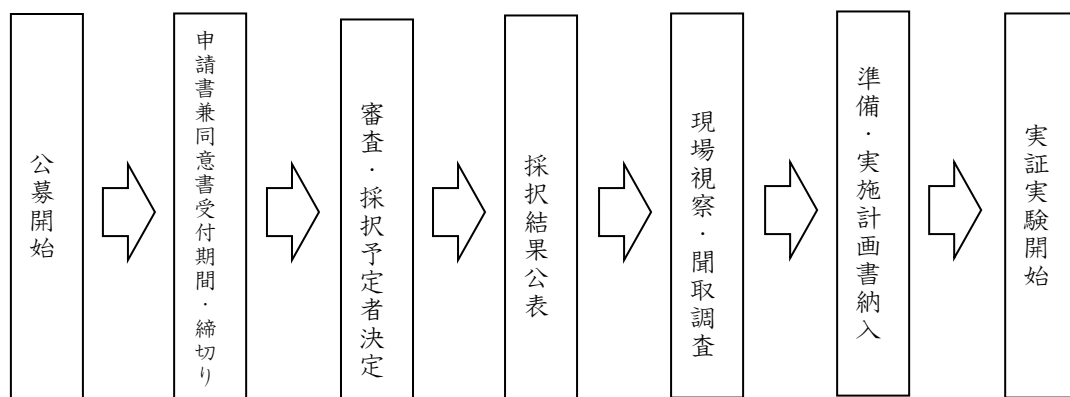 公募開始
申請書兼同意書受付期間・締切り
審査・採択予定者決定
採択結果公表
現場視察・聞取調査
準備・実施計画書納入
実証実験開始